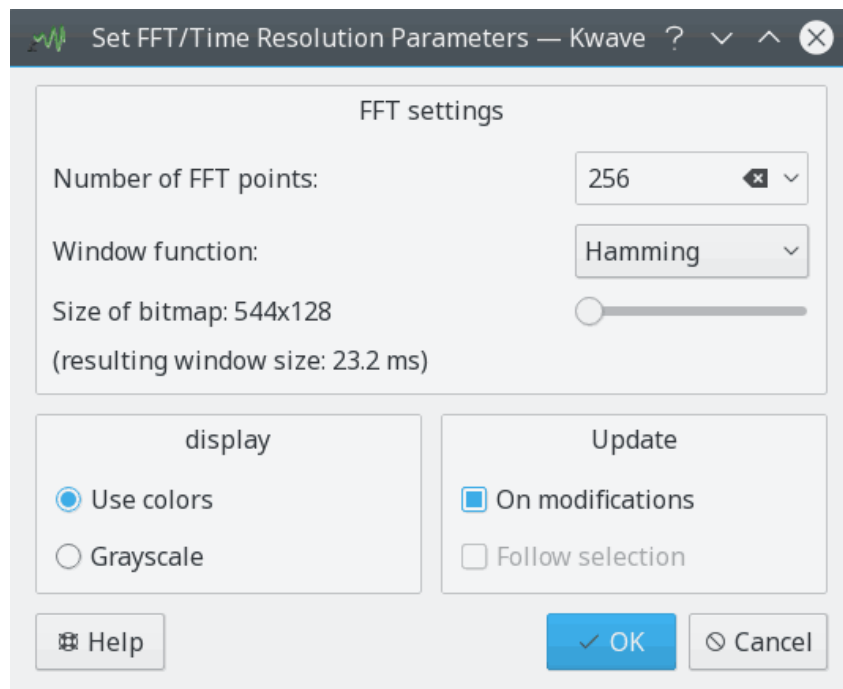 Set FFT/Time Resolution Parameters — Kwave ?
FFT settings
Number of FFT points: 256
Window function: Hamming
Size of bitmap: 544x128
(resulting window size: 23.2 ms)
display
Use colors
Grayscale
Update
On modifications
Follow selection
Help OK Cancel